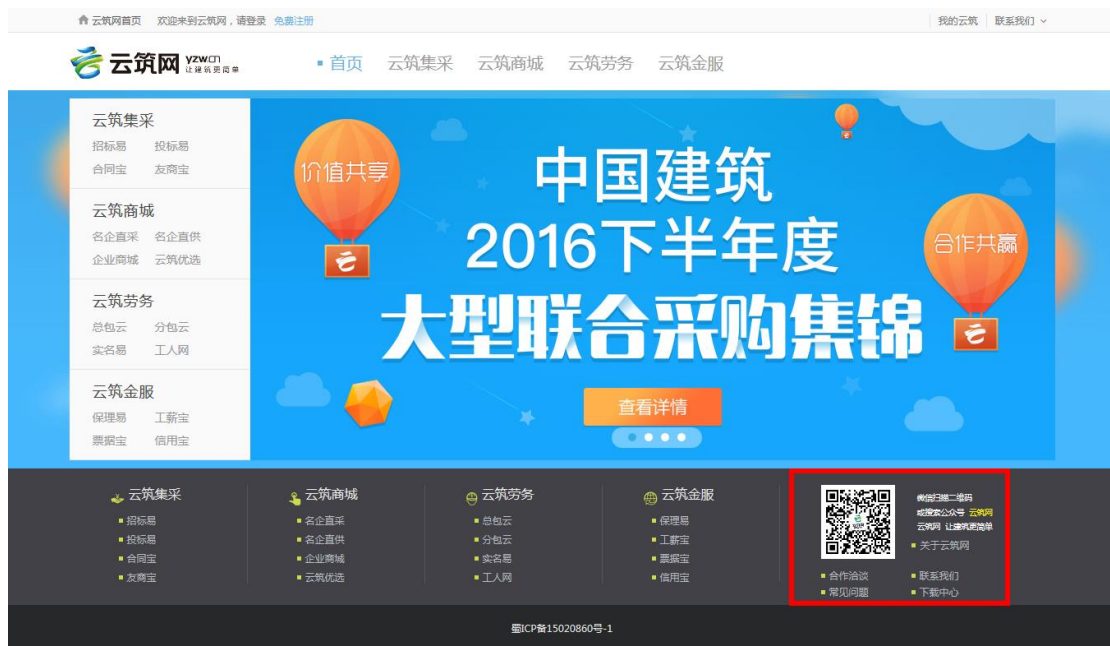 云筑网首页 欢迎来到云筑网，请登录 免费注册 我的云筑 联系我们
云筑网 yzw.cn 让建筑更简单
首页 云筑集采 云筑商城 云筑劳务 云筑金服
云筑集采
招标易 投标易
合同宝 友商宝
云筑商城
名企直采 名企直供
企业商城 云筑优选
云筑劳务
总包云 分包云
实名易 工人网
云筑金服
保理易 工薪宝
票据宝 信用宝
价值共享
中国建筑
2016下半年度
大型联合采购集锦
合作共赢
查看详情
云筑集采
招标易
投标易
合同宝
友商宝
云筑商城
名企直采
名企直供
企业商城
云筑优选
云筑劳务
总包云
分包云
实名易
工人网
云筑金服
保理易
工薪宝
票据宝
信用宝
微信扫描二维码
或搜索公众号 云筑网
云筑网 让建筑更简单
关于云筑网
合作洽谈 联系我们
常见问题 下载中心
蜀ICP备15020860号-1